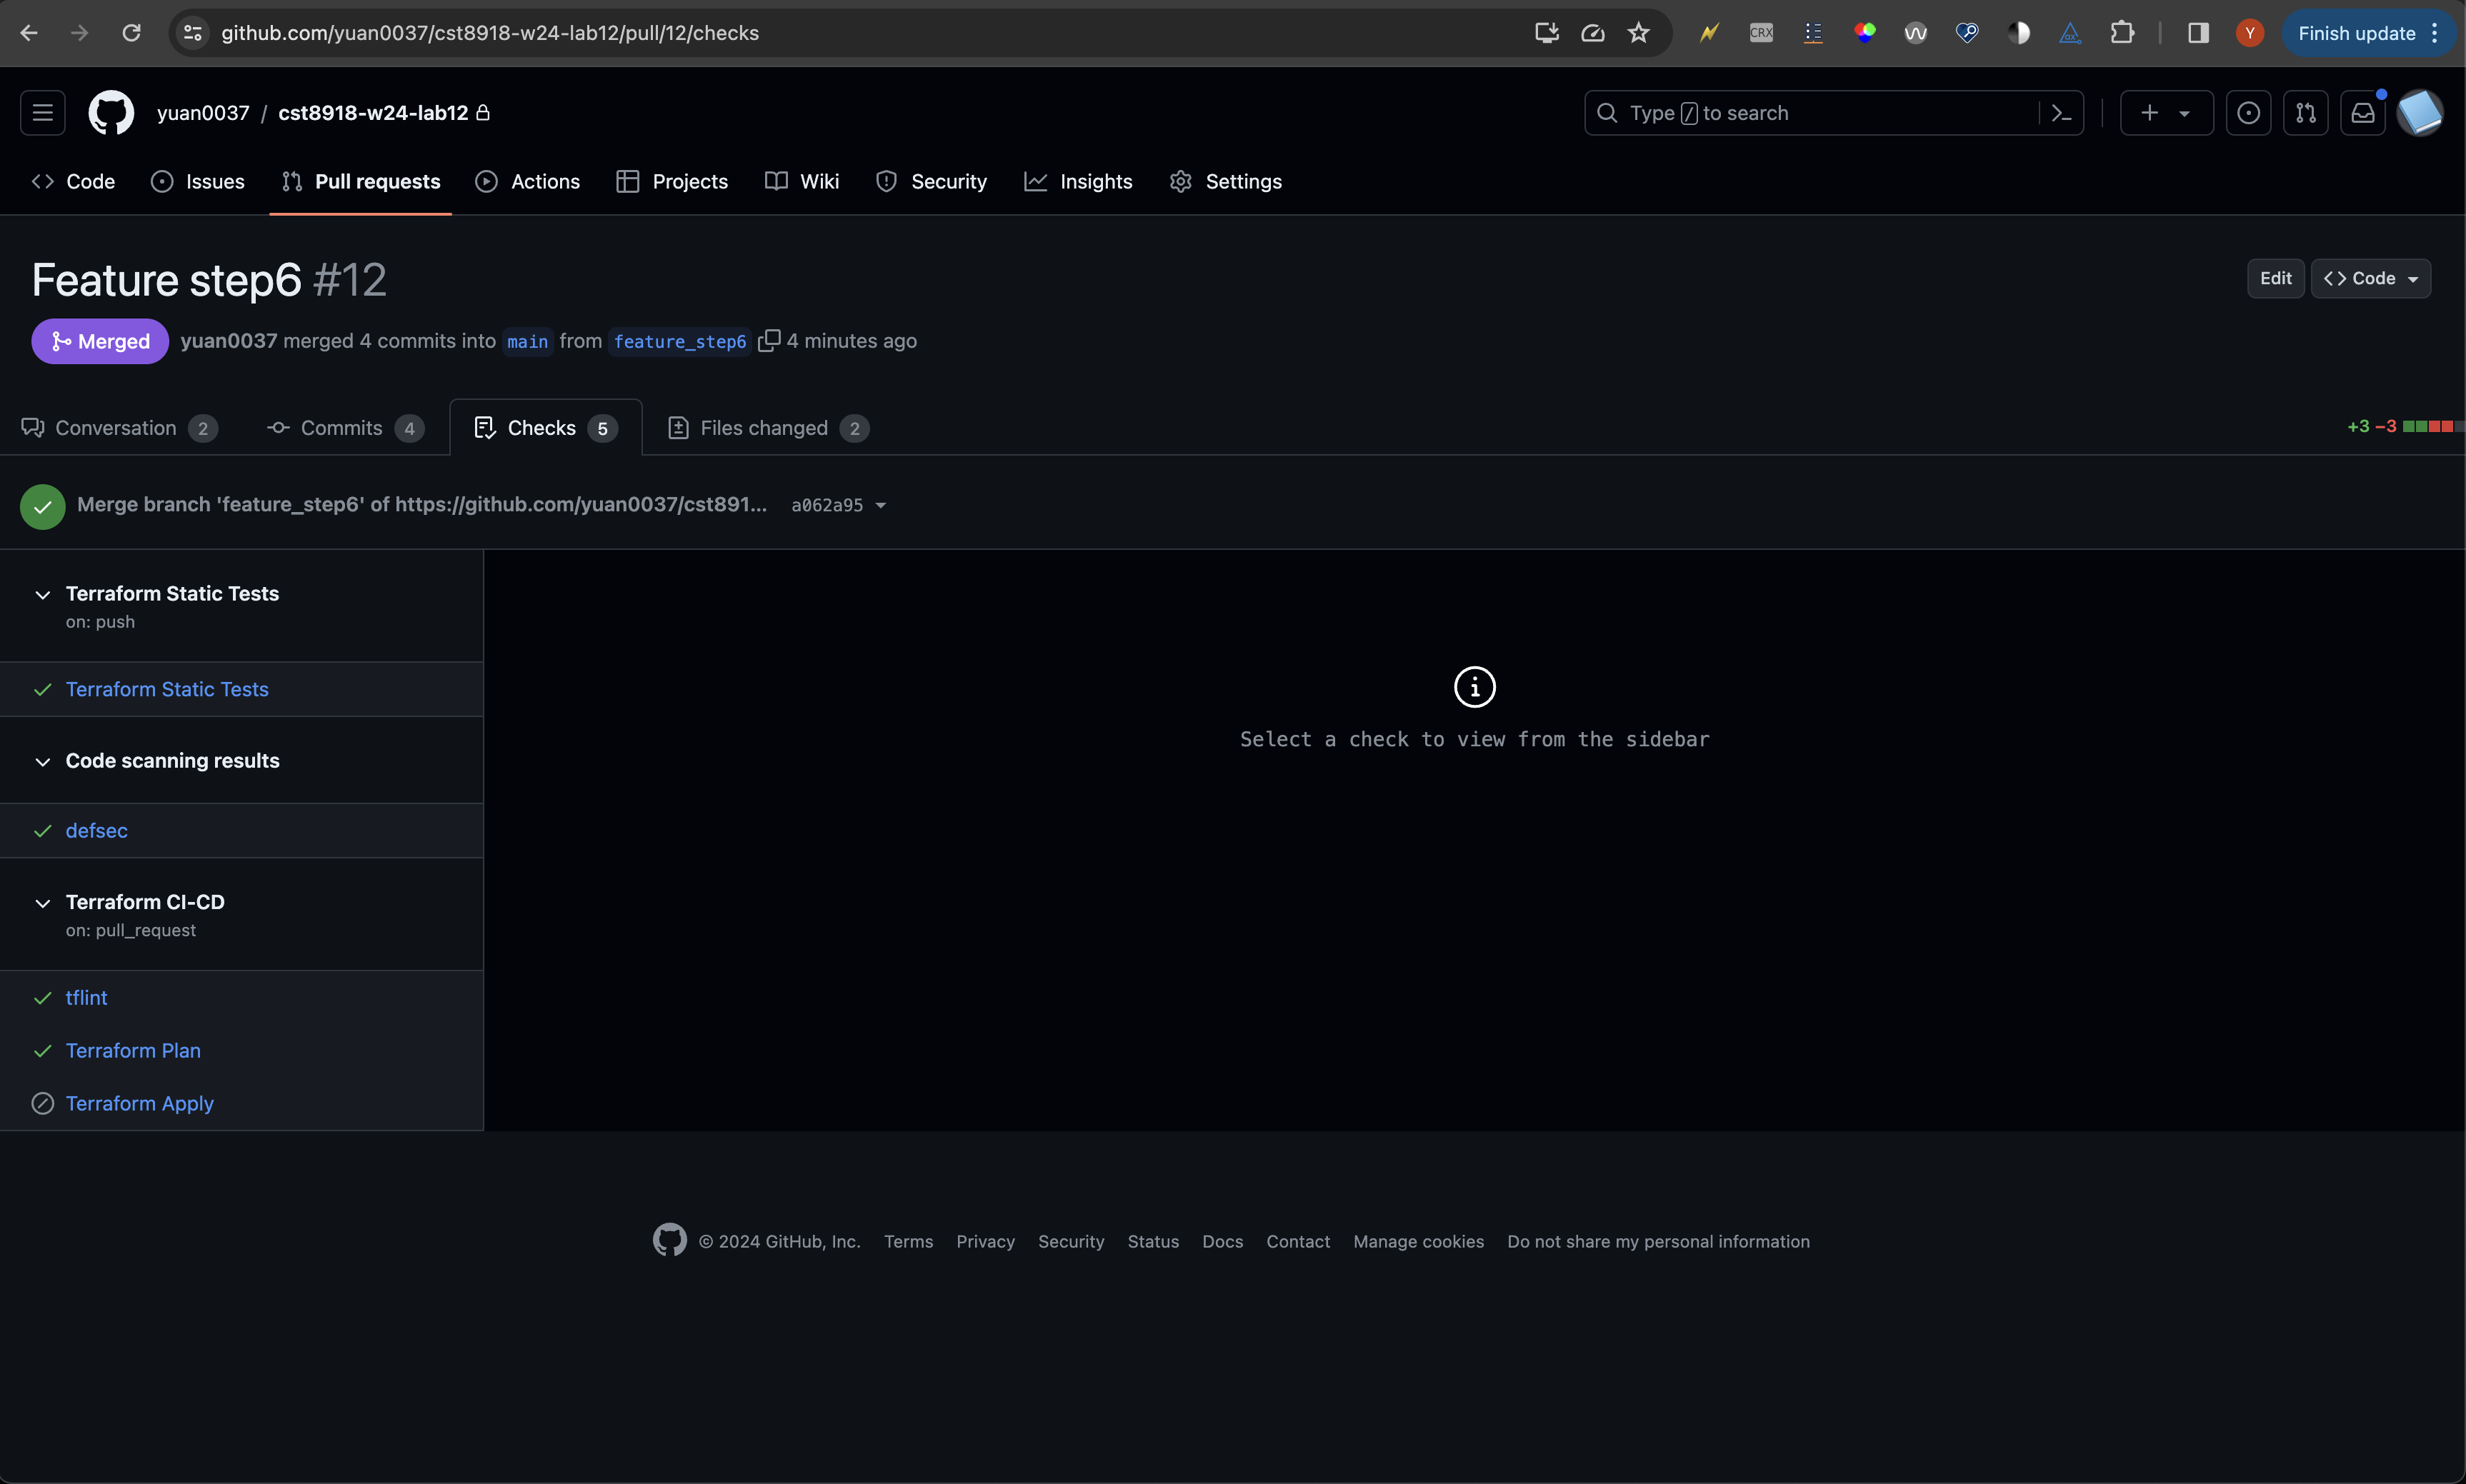 github.com/yuan0037/cst8918-w24-lab12/pull/12/checks
CRX
Y
Finish update
yuan0037 / cst8918-w24-lab12
Type / to search
Code
Issues
Pull requests
Actions
Projects
Wiki
Security
Insights
Settings
Feature step6 #12
Edit
Code
Merged
yuan0037 merged 4 commits into main from feature_step6 4 minutes ago
Conversation 2
Commits 4
Checks 5
Files changed 2
+3 −3
Merge branch 'feature_step6' of https://github.com/yuan0037/cst891... a062a95
Terraform Static Tests
on: push
Terraform Static Tests
Code scanning results
defsec
Terraform CI-CD
on: pull_request
tflint
Terraform Plan
Terraform Apply
Select a check to view from the sidebar
© 2024 GitHub, Inc.
Terms
Privacy
Security
Status
Docs
Contact
Manage cookies
Do not share my personal information